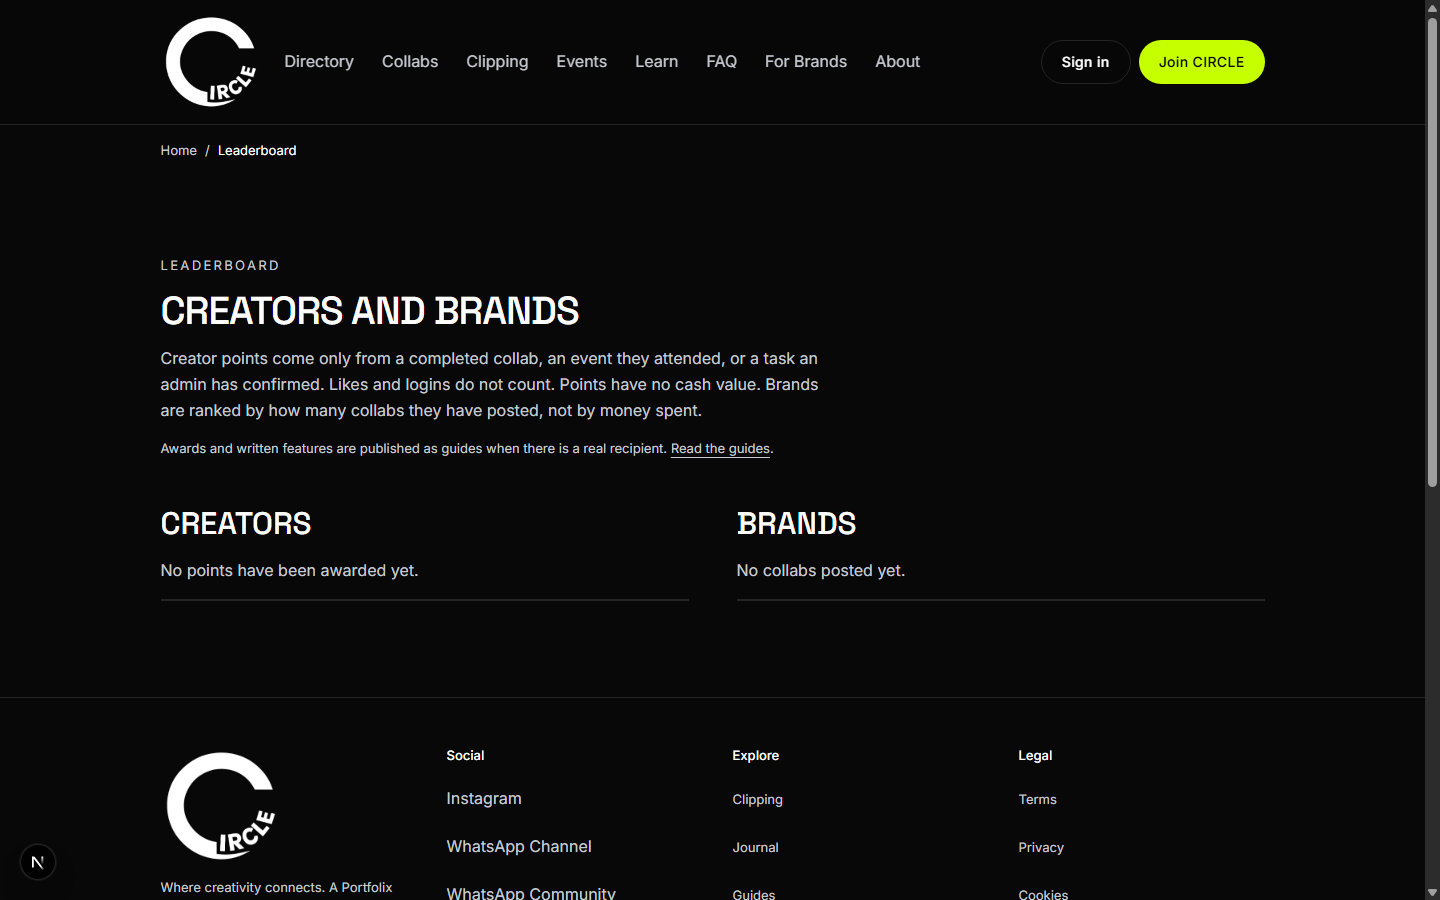 CIRCLE
Directory
Collabs
Clipping
Events
Learn
FAQ
For Brands
About
Sign in
Join CIRCLE
Home / Leaderboard
LEADERBOARD
CREATORS AND BRANDS
Creator points come only from a completed collab, an event they attended, or a task an
admin has confirmed. Likes and logins do not count. Points have no cash value. Brands
are ranked by how many collabs they have posted, not by money spent.
Awards and written features are published as guides when there is a real recipient. Read the guides.
CREATORS
No points have been awarded yet.
BRANDS
No collabs posted yet.
CIRCLE
Where creativity connects. A Portfolix
Social
Instagram
WhatsApp Channel
WhatsApp Community
Explore
Clipping
Journal
Guides
Legal
Terms
Privacy
Cookies
N